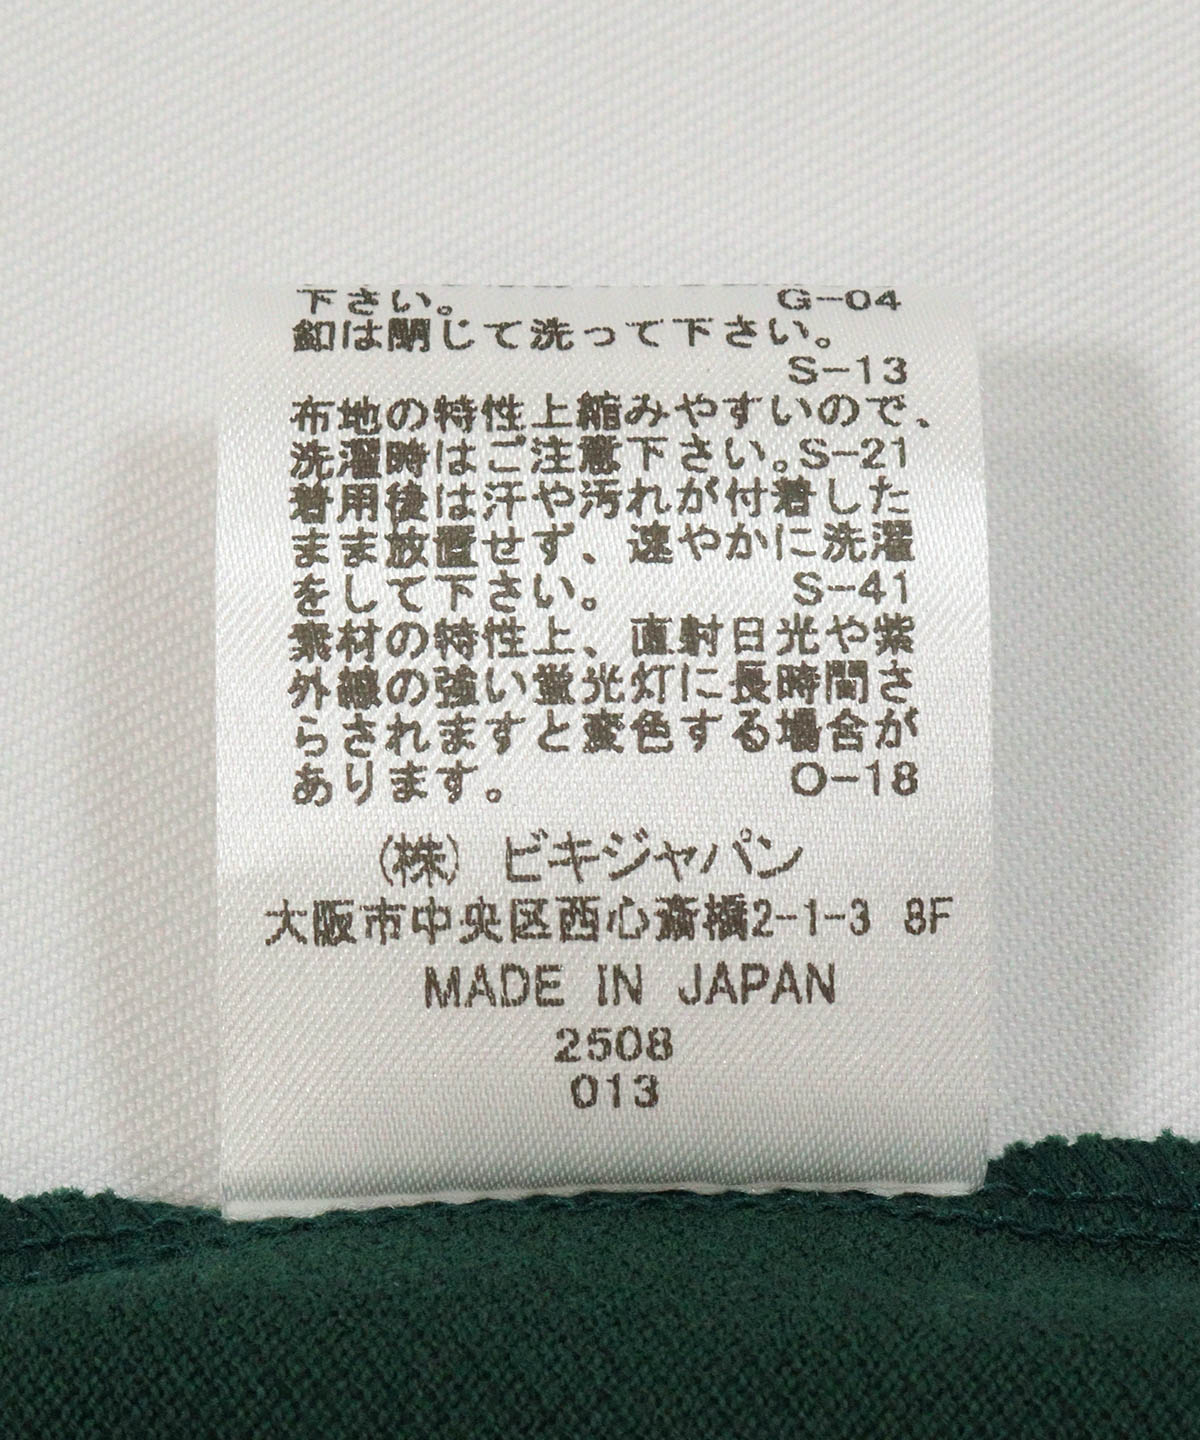 下さい。 G-04
釦は閉じて洗って下さい。
S-13
布地の特性上縮みやすいので、
洗濯時はご注意下さい。S-21
着用後は汗や汚れが付着した
まま放置せず、速やかに洗濯
をして下さい。 S-41
素材の特性上、直射日光や紫
外線の強い蛍光灯に長時間さ
らされますと変色する場合が
あります。 O-18
(株) ビキジャパン
大阪市中央区西心斎橋2-1-3 8F
MADE IN JAPAN
2508
013